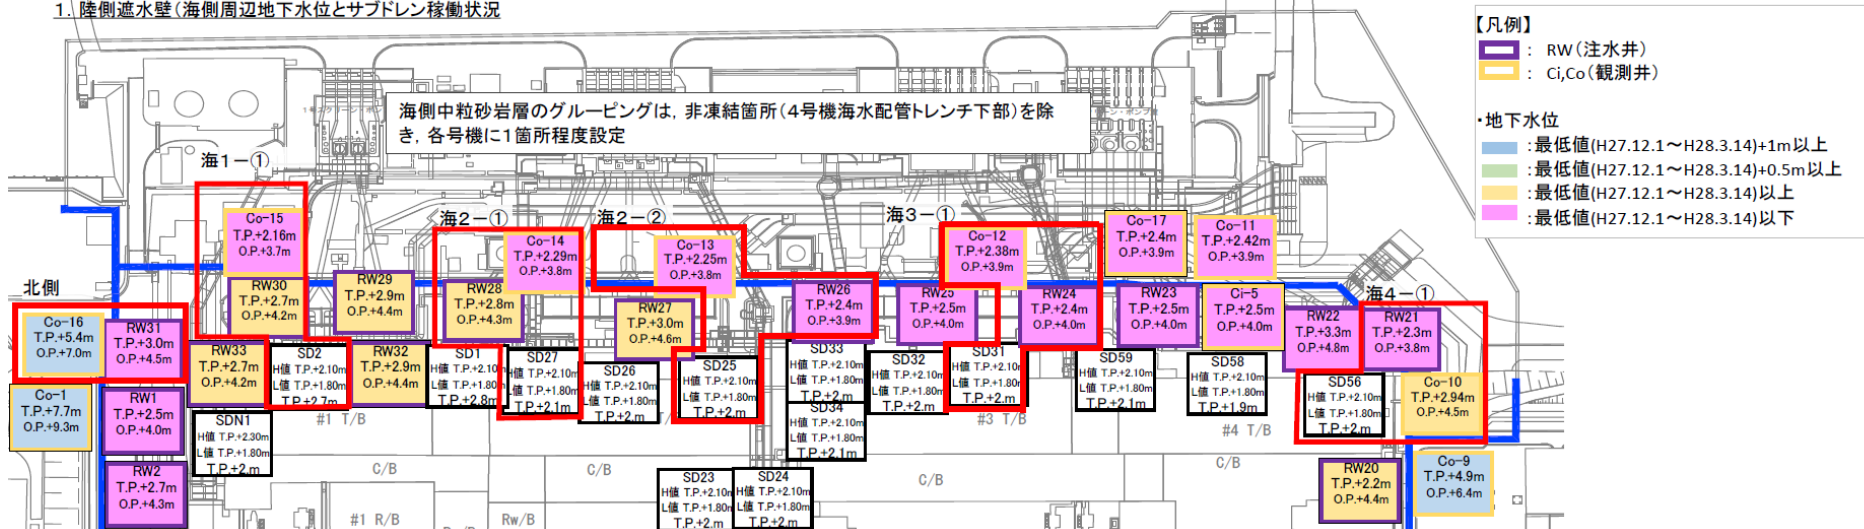 1. 陸側遮水壁（海側周辺地下水位とサブドレン稼働状況
海側中粒砂岩層のグルーピングは，非凍結箇所（４号機海水配管トレンチ下部）を除
き，各号機に１箇所程度設定
【凡例】
： RW（注水井）
： Ci,Co（観測井）
・地下水位
：最低値(H27.12.1～H28.3.14)+1m以上
：最低値(H27.12.1～H28.3.14)+0.5m以上
：最低値(H27.12.1～H28.3.14)以上
：最低値(H27.12.1～H28.3.14)以下
海１－①
海２－①
海２－②
海３－①
海４－①
北側
Co-15
T.P.+2.16m
O.P.+3.7m
Co-14
T.P.+2.29m
O.P.+3.8m
Co-13
T.P.+2.25m
O.P.+3.8m
Co-12
T.P.+2.38m
O.P.+3.9m
Co-17
T.P.+2.4m
O.P.+3.9m
Co-11
T.P.+2.42m
O.P.+3.9m
RW30
T.P.+2.7m
O.P.+4.2m
RW29
T.P.+2.9m
O.P.+4.4m
RW28
T.P.+2.8m
O.P.+4.3m
RW27
T.P.+3.0m
O.P.+4.6m
RW26
T.P.+2.4m
O.P.+3.9m
RW25
T.P.+2.5m
O.P.+4.0m
RW24
T.P.+2.4m
O.P.+4.0m
RW23
T.P.+2.5m
O.P.+4.0m
Ci-5
T.P.+2.5m
O.P.+4.0m
RW22
T.P.+3.3m
O.P.+4.8m
RW21
T.P.+2.3m
O.P.+3.8m
Co-16
T.P.+5.4m
O.P.+7.0m
RW31
T.P.+3.0m
O.P.+4.5m
RW33
T.P.+2.7m
O.P.+4.2m
SD2
H値 T.P.+2.10m
L値 T.P.+1.80m
T.P.+2.7m
RW32
T.P.+2.9m
O.P.+4.4m
SD1
H値 T.P.+2.10m
L値 T.P.+1.80m
T.P.+2.8m
SD27
H値 T.P.+2.10m
L値 T.P.+1.80m
T.P.+2.1m
SD26
H値 T.P.+2.10m
L値 T.P.+1.80m
T.P.+2.m
SD25
H値 T.P.+2.10m
L値 T.P.+1.80m
T.P.+2.m
SD33
H値 T.P.+2.10m
L値 T.P.+1.80m
T.P.+2.m
SD32
H値 T.P.+2.10m
L値 T.P.+1.80m
T.P.+2.m
SD31
H値 T.P.+2.10m
L値 T.P.+1.80m
T.P.+2.m
SD59
H値 T.P.+2.10m
L値 T.P.+1.80m
T.P.+2.1m
SD58
H値 T.P.+2.10m
L値 T.P.+1.80m
T.P.+1.9m
SD56
H値 T.P.+2.10m
L値 T.P.+1.80m
T.P.+2.m
Co-10
T.P.+2.94m
O.P.+4.5m
Co-1
T.P.+7.7m
O.P.+9.3m
RW1
T.P.+2.5m
O.P.+4.0m
SDN1
H値 T.P.+2.30m
L値 T.P.+1.80m
T.P.+2.m
SD34
H値 T.P.+2.10m
L値 T.P.+1.80m
T.P.+2.1m
#1 T/B
#3 T/B
#4 T/B
RW2
T.P.+2.7m
O.P.+4.3m
C/B
C/B
C/B
C/B
SD23
H値 T.P.+2.10m
L値 T.P.+1.80m
T.P.+2.m
SD24
H値 T.P.+2.10m
L値 T.P.+1.80m
T.P.+2.m
RW20
T.P.+2.2m
O.P.+4.4m
Co-9
T.P.+4.9m
O.P.+6.4m
#1 R/B
Rw/B